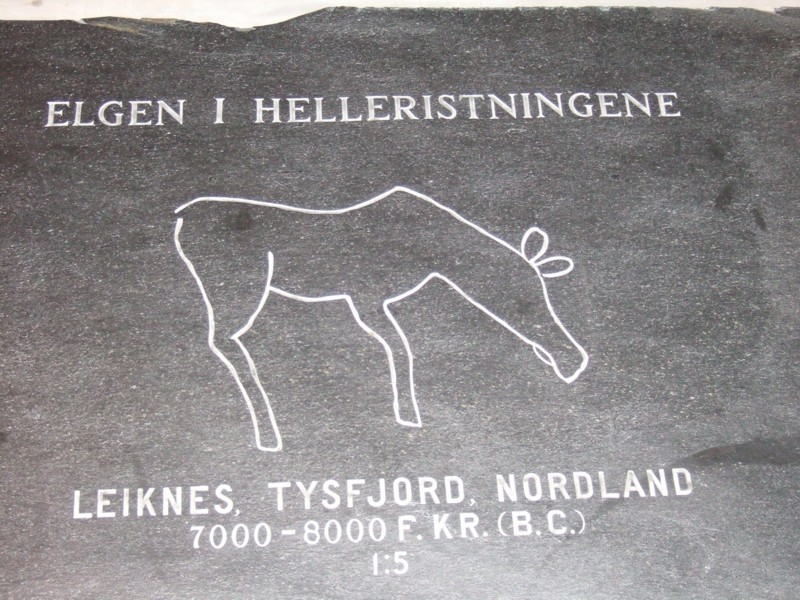 ELGEN I HELLERISTNINGENE
LEIKNES, TYSFJORD, NORDLAND
7000-8000 F. KR. (B.C.)
1:5